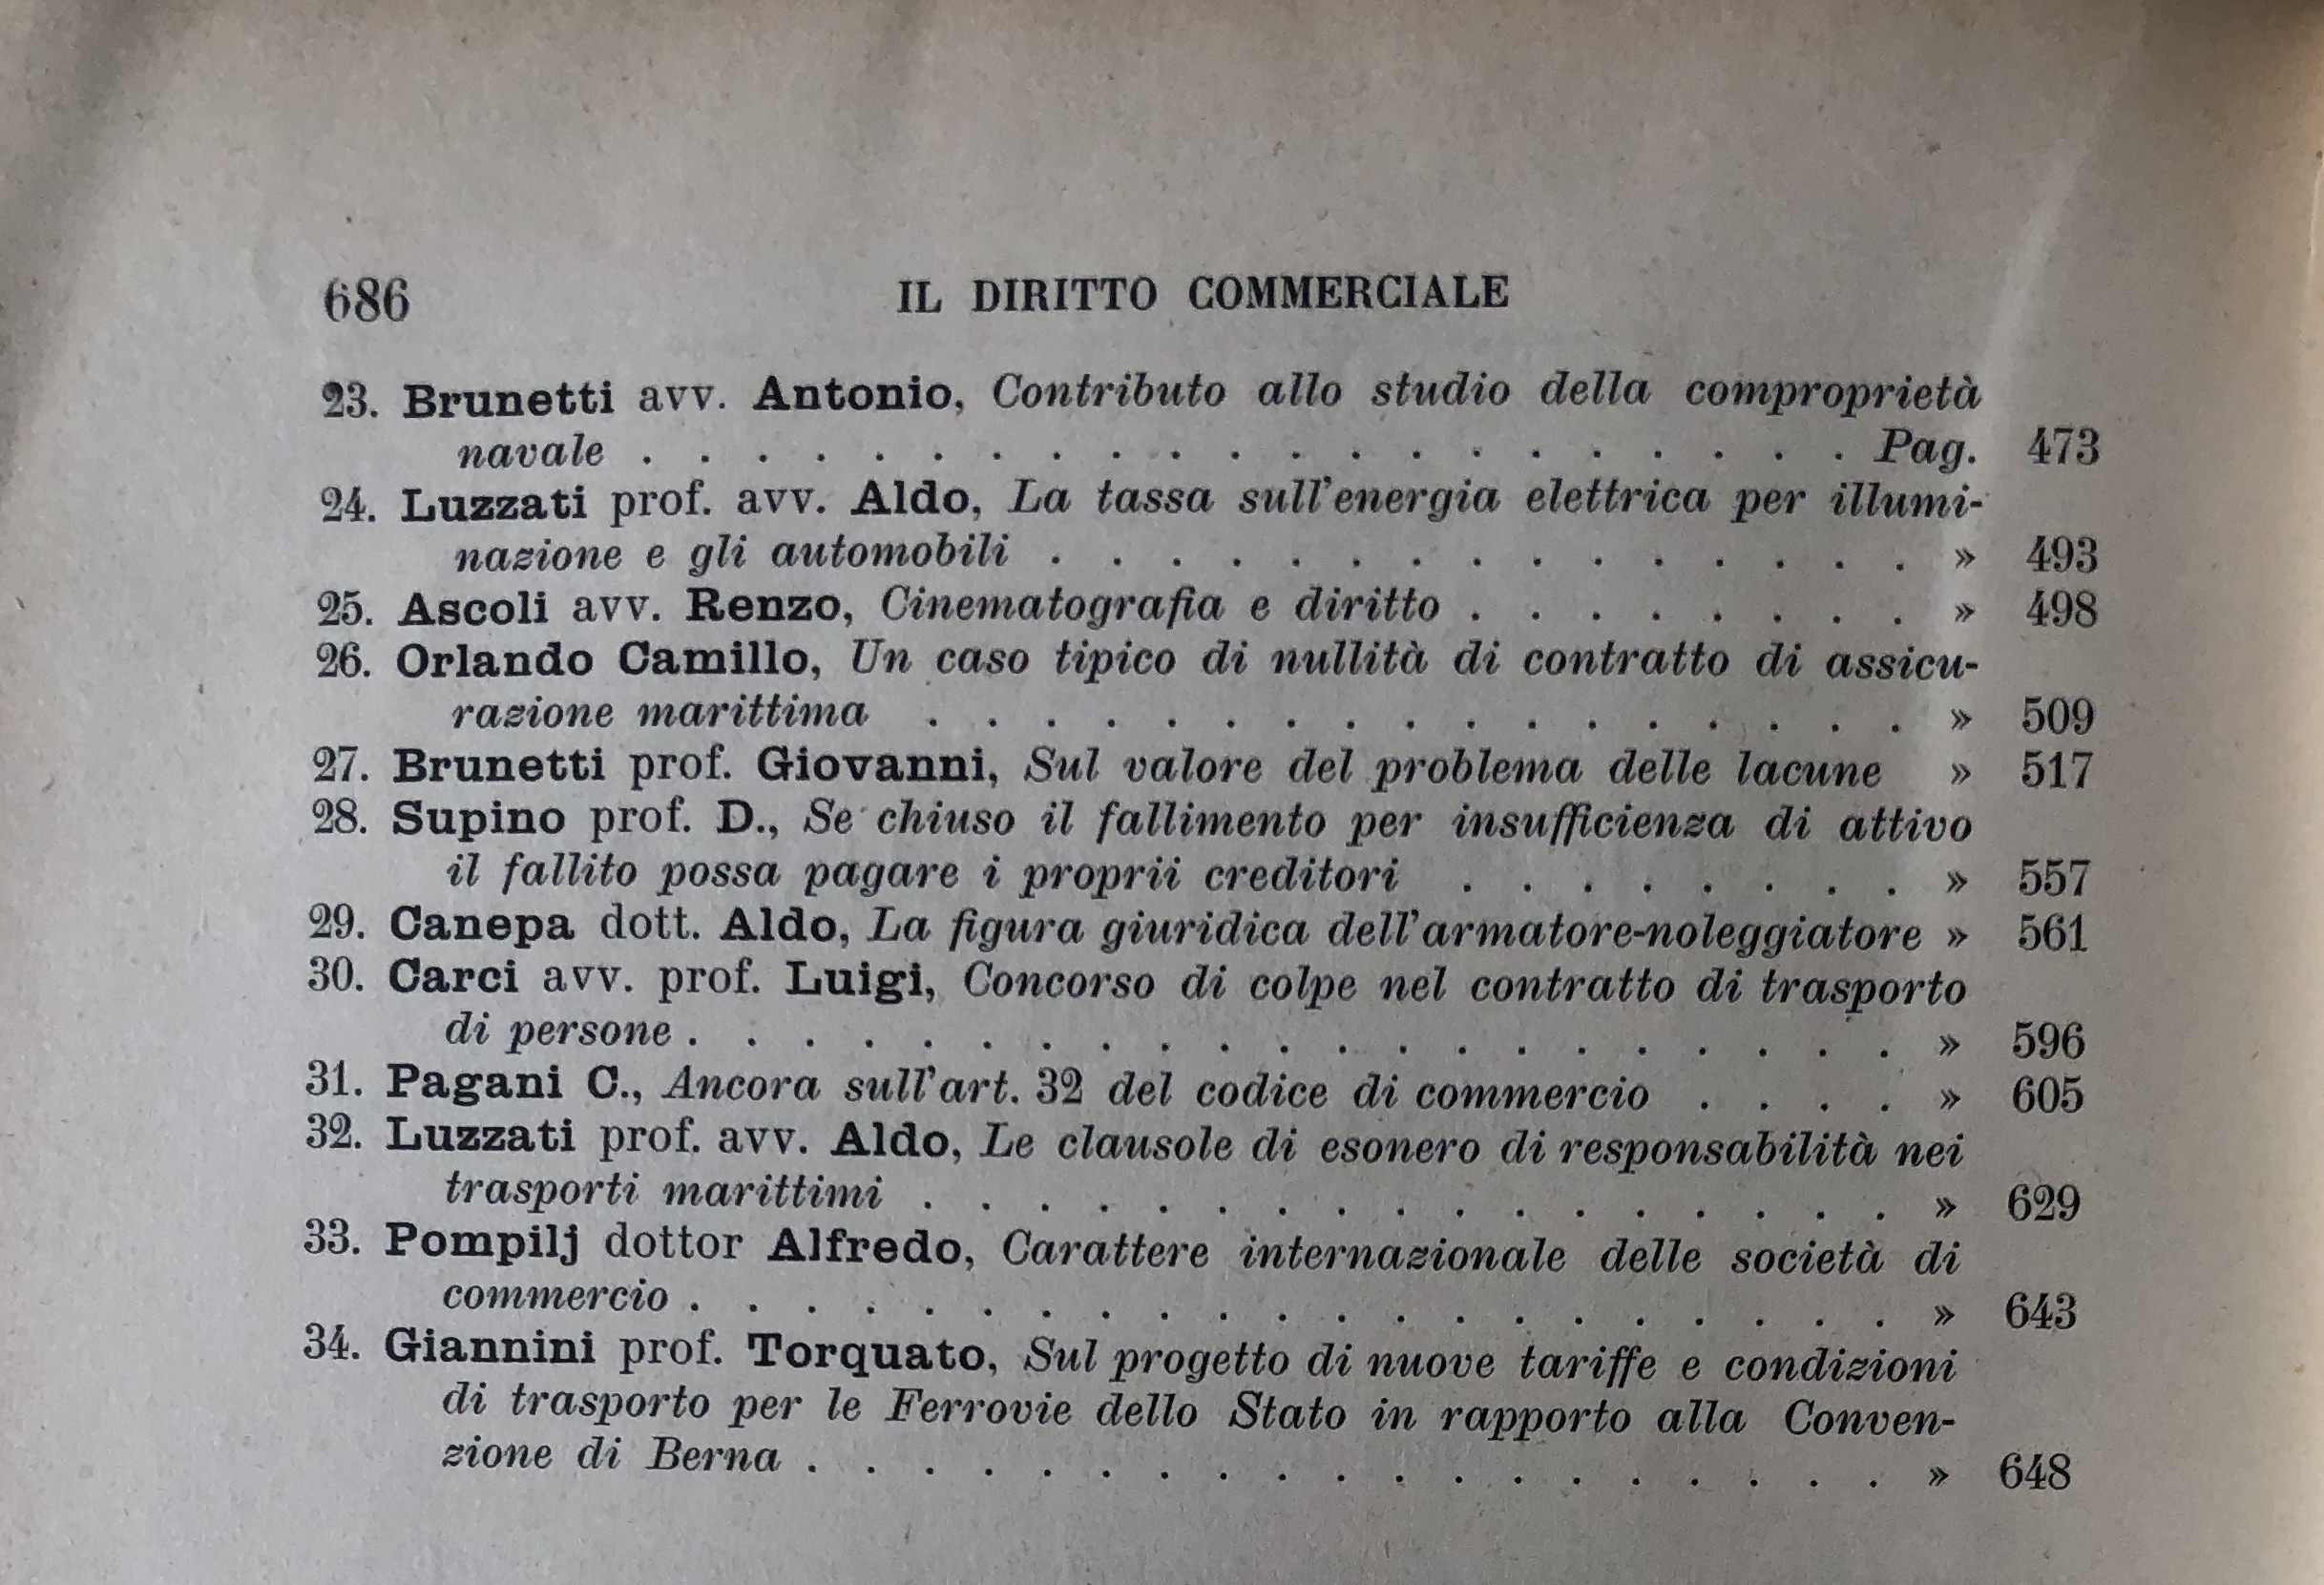 686 IL DIRITTO COMMERCIALE
23. Brunetti avv. Antonio, Contributo allo studio della comproprietà
navale . . . . . . . . . . . . . . . . . . . . . Pag. 473
24. Luzzati prof. avv. Aldo, La tassa sull'energia elettrica per illumi-
nazione e gli automobili . . . . . . . . . . . . . . . » 493
25. Ascoli avv. Renzo, Cinematografia e diritto . . . . . . . . » 498
26. Orlando Camillo, Un caso tipico di nullità di contratto di assicu-
razione marittima . . . . . . . . . . . . . . . . . » 509
27. Brunetti prof. Giovanni, Sul valore del problema delle lacune » 517
28. Supino prof. D., Se chiuso il fallimento per insufficienza di attivo
il fallito possa pagare i proprii creditori . . . . . . . . » 557
29. Canepa dott. Aldo, La figura giuridica dell'armatore-noleggiatore » 561
30. Carci avv. prof. Luigi, Concorso di colpe nel contratto di trasporto
di persone . . . . . . . . . . . . . . . . . . . . . » 596
31. Pagani C., Ancora sull'art. 32 del codice di commercio . . . . » 605
32. Luzzati prof. avv. Aldo, Le clausole di esonero di responsabilità nei
trasporti marittimi . . . . . . . . . . . . . . . . . » 629
33. Pompilj dottor Alfredo, Carattere internazionale delle società di
commercio . . . . . . . . . . . . . . . . . . . . . » 643
34. Giannini prof. Torquato, Sul progetto di nuove tariffe e condizioni
di trasporto per le Ferrovie dello Stato in rapporto alla Conven-
zione di Berna . . . . . . . . . . . . . . . . . . . » 648